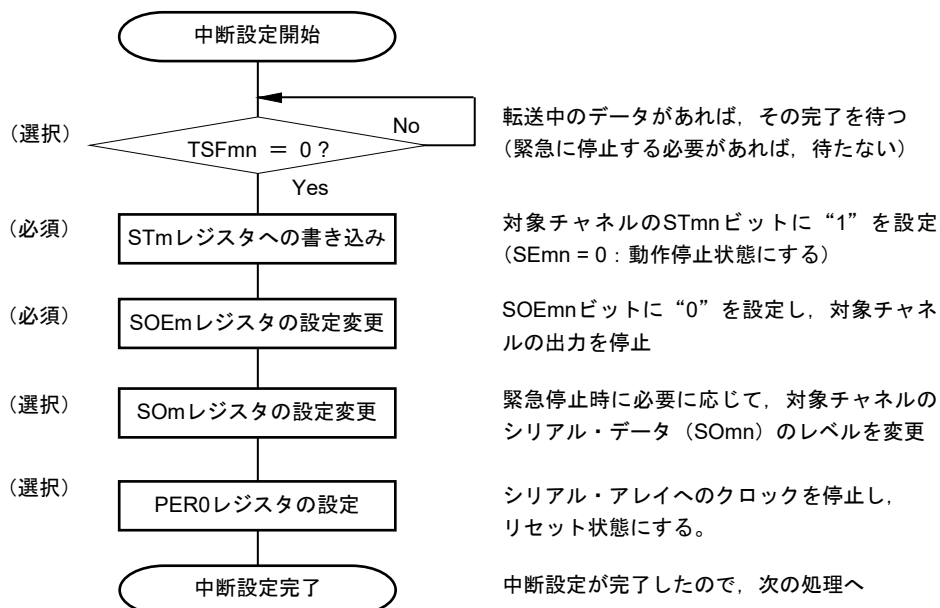 中断設定開始
（選択）
TSFmn ＝ 0？
No
Yes
転送中のデータがあれば，その完了を待つ
（緊急に停止する必要があれば，待たない）
（必須）
STmレジスタへの書き込み
対象チャネルのSTmnビットに“1”を設定
（SEmn = 0：動作停止状態にする）
（必須）
SOEmレジスタの設定変更
SOEmnビットに“0”を設定し，対象チャネ
ルの出力を停止
（選択）
SOmレジスタの設定変更
緊急停止時に必要に応じて，対象チャネルの
シリアル・データ（SOmn）のレベルを変更
（選択）
PER0レジスタの設定
シリアル・アレイへのクロックを停止し，
リセット状態にする。
中断設定完了
中断設定が完了したので，次の処理へ